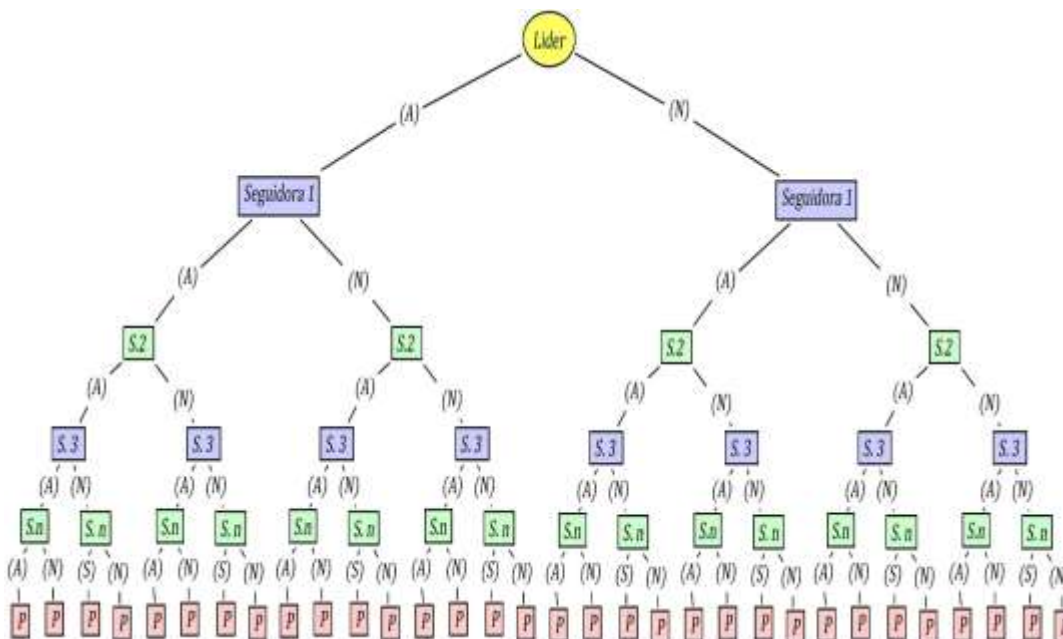 Lider
(A) (N)
Seguidora 1 Seguidora 1
(A) (N) (A) (N)
S.2 S.2 S.2 S.2
(A) (N) (A) (N) (A) (N) (A) (N)
S. 3 S. 3 S. 3 S. 3 S. 3 S. 3 S. 3 S. 3
(A) (N) (A) (N) (A) (N) (A) (N) (A) (N) (A) (N) (A) (N) (A) (N)
S.n S. n S.n S. n S.n S. n S.n S. n S.n S. n S.n S. n S.n S. n S.n S. n
(A) (N) (S) (N) (A) (N) (S) (N) (A) (N) (S) (N) (A) (N) (S) (N) (A) (N) (S) (N) (A) (N) (S) (N) (A) (N) (S) (N) (A) (N) (S) (N
P P P P P P P P P P P P P P P P P P P P P P P P P P P P P P P